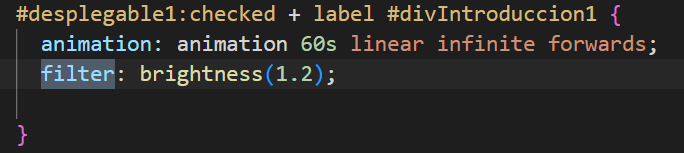 #desplegable1:checked + label #divIntroduccion1 {
animation: animation 60s linear infinite forwards;
filter: brightness(1.2);
}